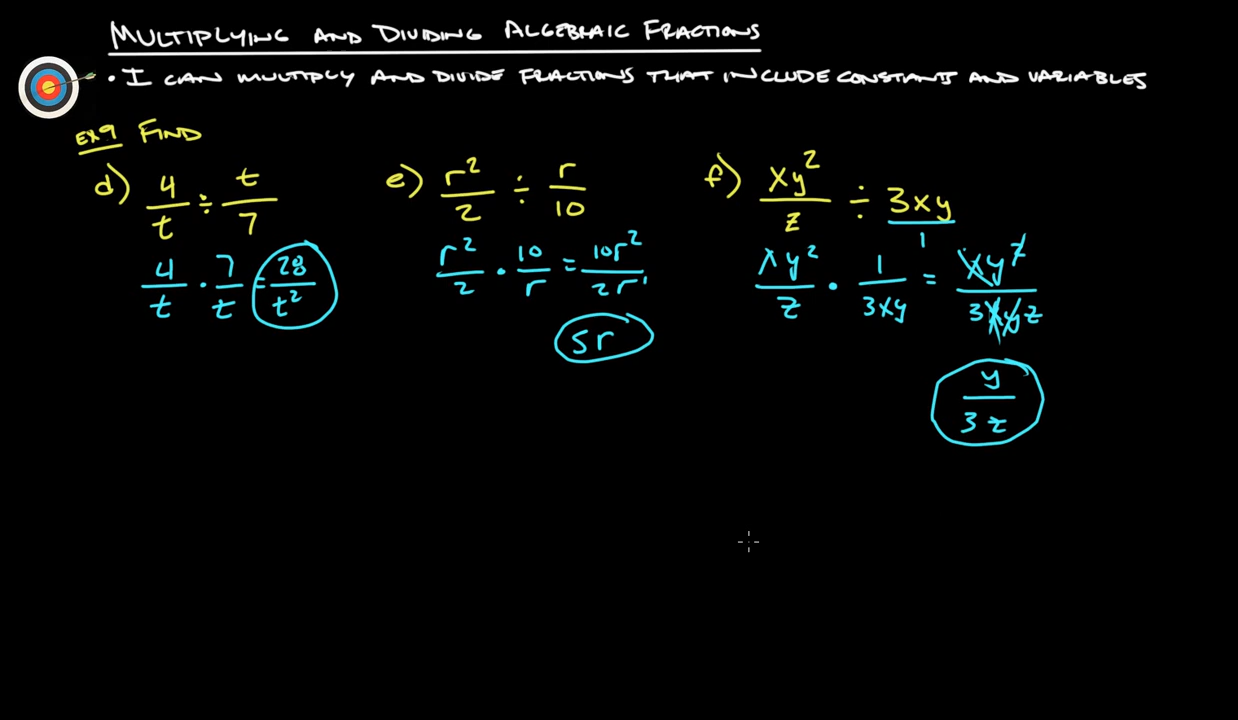 MULTIPLYING AND DIVIDING ALGEBRAIC FRACTIONS
• I CAN MULTIPLY AND DIVIDE FRACTIONS THAT INCLUDE CONSTANTS AND VARIABLES
EX9 FIND
d) 4/t ÷ t/7
4/t · 7/t = 28/t²
e) r²/2 ÷ r/10
r²/2 · 10/r = 10r²/2r¹
5r
f) xy²/z ÷ 3xy/1
xy²/z · 1/3xy = xy²/3xyz
y/3z